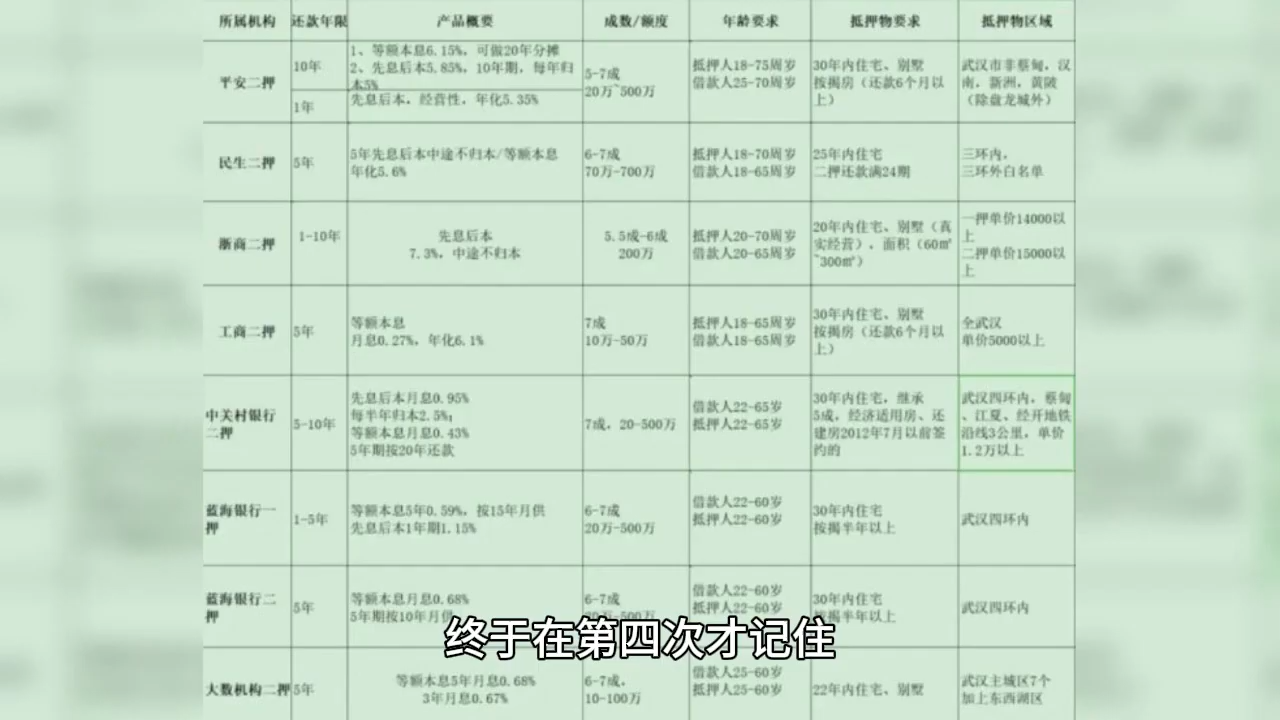 所属机构 还款年限 产品概要 成数/额度 年龄要求 抵押物要求 抵押物区域
平安二押
10年
1、等额本息6.15%，可做20年分摊
2、先息后本5.85%，10年期，每年归
本5%
1年
先息后本，经营性，年化5.35%
5-7成
20万~500万
抵押人18-75周岁
借款人25-70周岁
30年内住宅、别墅
按揭房（还款6个月以
上）
武汉市非蔡甸，汉
南，新洲，黄陂
（除盘龙城外）
民生二押
5年
5年先息后本中途不归本/等额本息
年化5.6%
6-7成
70万-700万
抵押人18-70周岁
借款人18-65周岁
25年内住宅
二押还款满24期
三环内，
三环外白名单
浙商二押
1-10年
先息后本
7.3%，中途不归本
5.5成-6成
200万
抵押人20-70周岁
借款人20-65周岁
20年内住宅、别墅（真
实经营），面积（60㎡
~300㎡）
一押单价14000以
上
二押单价15000以
上
工商二押
5年
等额本息
月息0.27%，年化6.1%
7成
10万-50万
抵押人18-65周岁
借款人18-65周岁
30年内住宅、别墅
按揭房（还款6个月以
上）
全武汉
单价5000以上
中关村银行
二押
5-10年
先息后本月息0.95%
每半年归本2.5%；
等额本息月息0.43%
5年期按20年还款
7成，20-500万
借款人22-65岁
抵押人22-65岁
30年内住宅，继承
5成，经济适用房、还
建房2012年7月以前签
约的
武汉四环内，蔡甸
、江夏、经开地铁
沿线3公里，单价
1.2万以上
蓝海银行一
押
1-5年
等额本息5年0.59%，按15年月供
先息后本1年期1.15%
6-7成
20万-500万
借款人22-60岁
抵押人22-60岁
30年内住宅
按揭半年以上
武汉四环内
蓝海银行二
押
5年
等额本息月息0.68%
5年期按10年月供
6-7成
借款人22-60岁
抵押人22-60岁
30年内住宅
按揭半年以上
武汉四环内
终于在第四次才记住
大数机构二押
5年
等额本息5年月息0.68%
3年月息0.67%
6-7成，
10-100万
借款人25-60岁
抵押人25-60岁
22年内住宅、别墅
武汉主城区7个
加上东西湖区